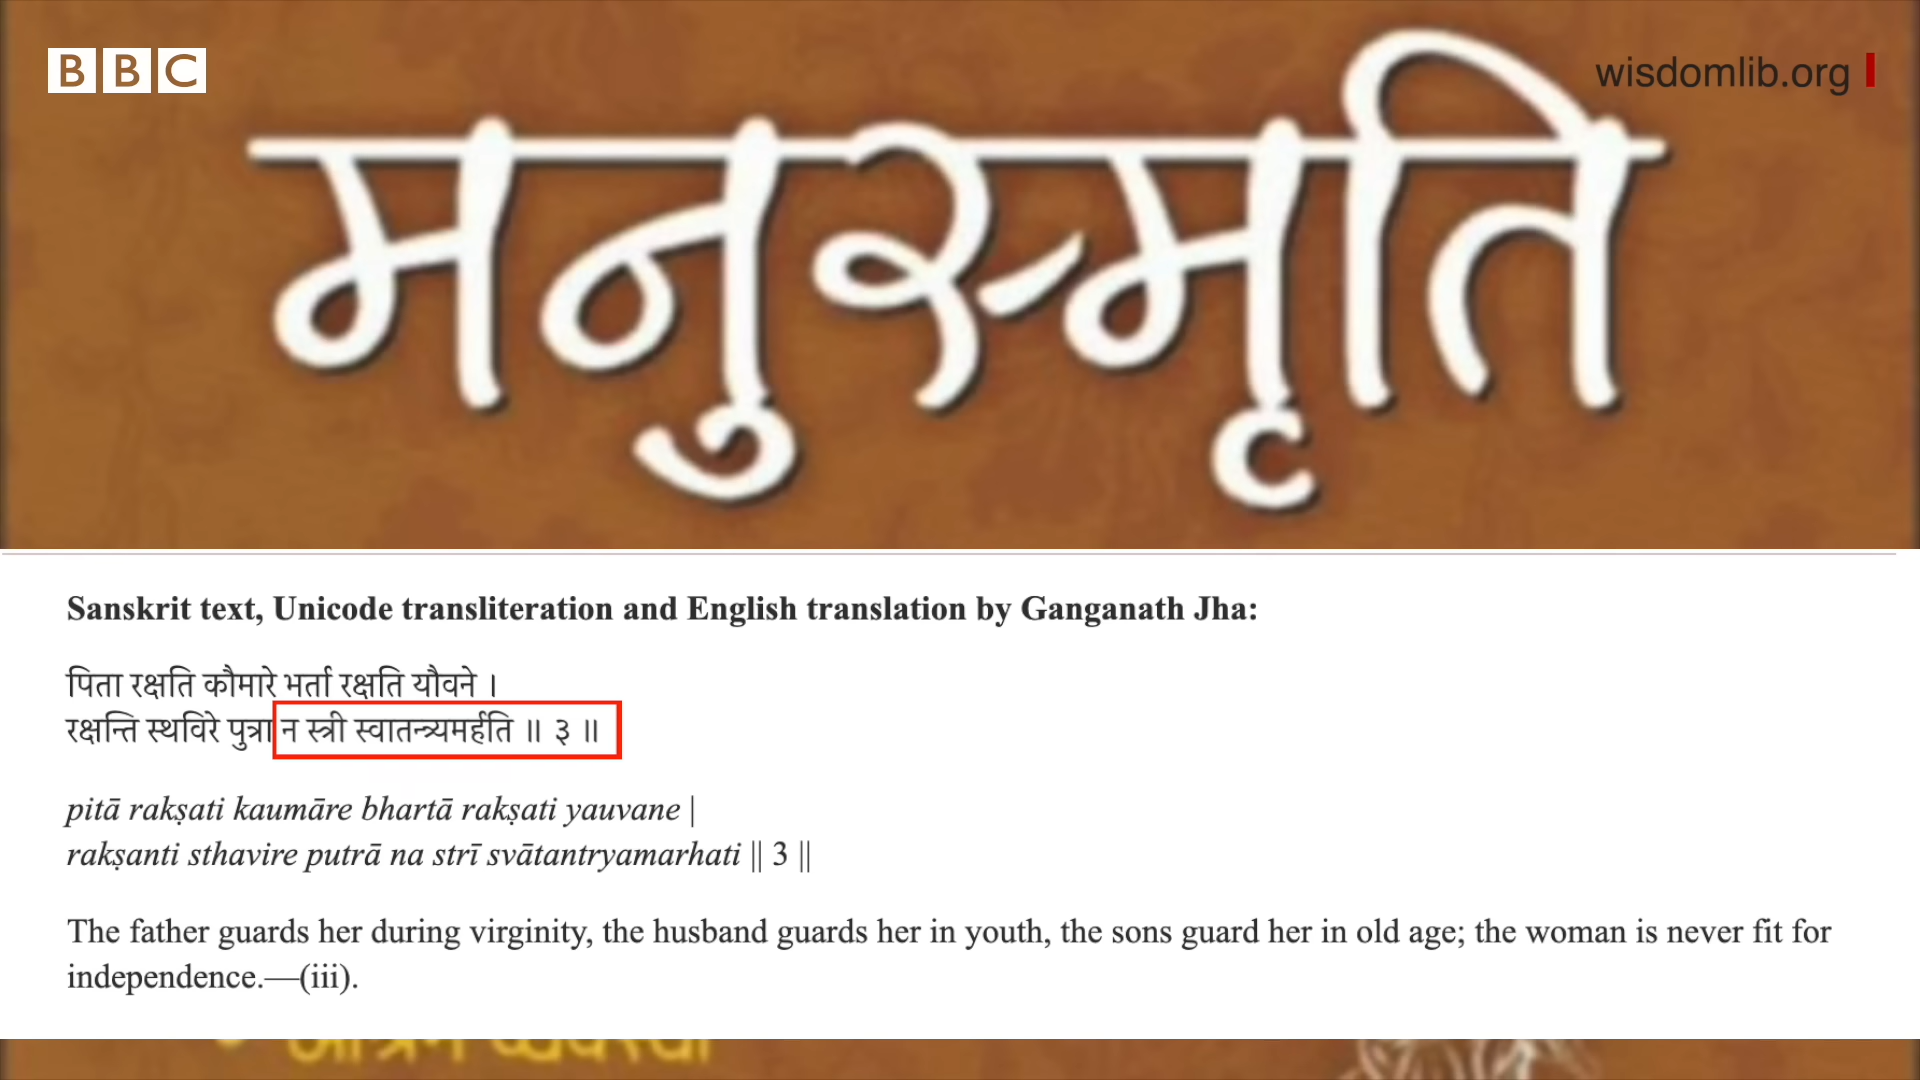 BBC
wisdomlib.org
मनुस्मृति
Sanskrit text, Unicode transliteration and English translation by Ganganath Jha:
पिता रक्षति कौमारे भर्ता रक्षति यौवने ।
रक्षन्ति स्थविरे पुत्रा न स्त्री स्वातन्त्र्यमर्हति ॥ ३ ॥
pitā rakṣati kaumāre bhartā rakṣati yauvane |
rakṣanti sthavire putrā na strī svātantryamarhati || 3 ||
The father guards her during virginity, the husband guards her in youth, the sons guard her in old age; the woman is never fit for
independence.—(iii).